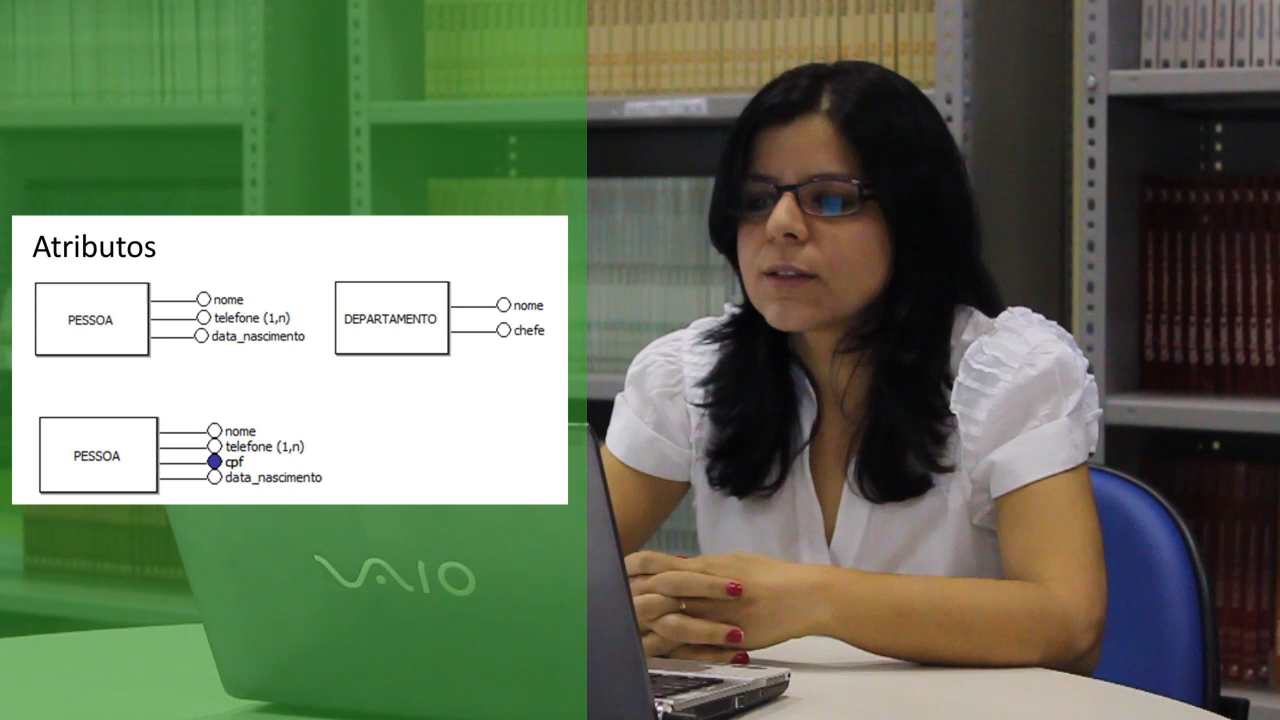 Atributos
PESSOA
nome
telefone (1,n)
data_nascimento
DEPARTAMENTO
nome
chefe
PESSOA
nome
telefone (1,n)
cpf
data_nascimento
VAIO